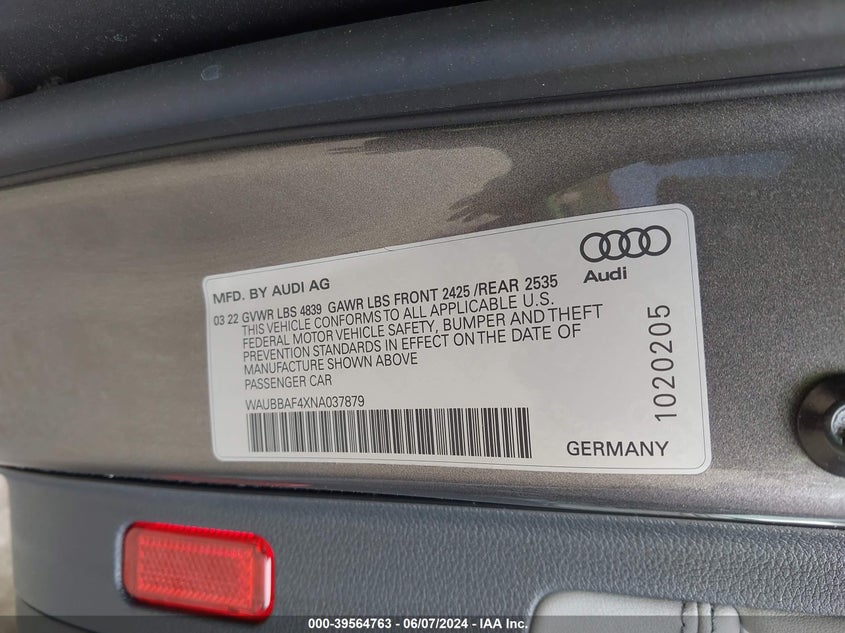 MFD. BY AUDI AG
Audi
03 22 GVWR LBS 4839 GAWR LBS FRONT 2425 /REAR 2535
THIS VEHICLE CONFORMS TO ALL APPLICABLE U.S.
FEDERAL MOTOR VEHICLE SAFETY, BUMPER AND THEFT
PREVENTION STANDARDS IN EFFECT ON THE DATE OF
MANUFACTURE SHOWN ABOVE
PASSENGER CAR
WAUBBAF4XNA037879
GERMANY
1020205
000-39564763 - 06/07/2024 - IAA Inc.